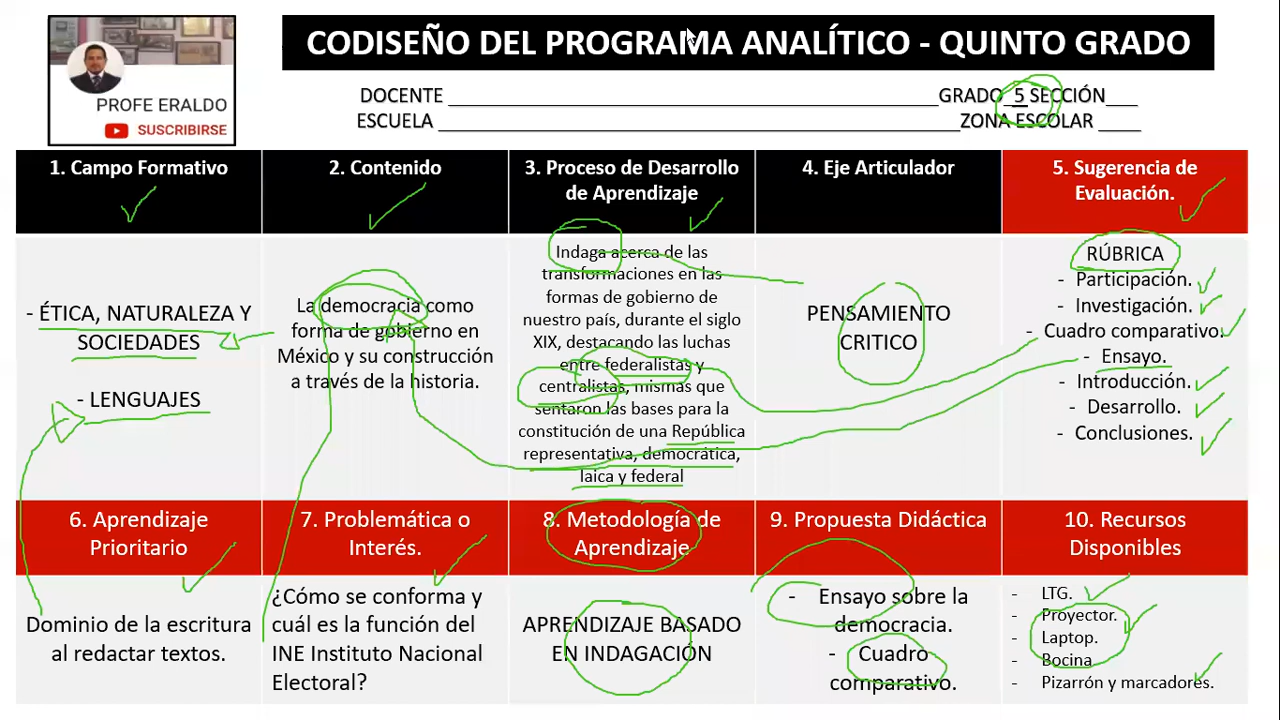 CODISEÑO DEL PROGRAMA ANALÍTICO - QUINTO GRADO
PROFE ERALDO
SUSCRIBIRSE
DOCENTE ____ GRADO _5_ SECCIÓN___
ESCUELA ____ ZONA ESCOLAR ____
1. Campo Formativo
- ÉTICA, NATURALEZA Y
SOCIEDADES
- LENGUAJES
2. Contenido
La democracia como
forma de gobierno en
México y su construcción
a través de la historia.
3. Proceso de Desarrollo
de Aprendizaje
Indaga acerca de las
transformaciones en las
formas de gobierno de
nuestro país, durante el siglo
XIX, destacando las luchas
entre federalistas y
centralistas, mismas que
sentaron las bases para la
constitución de una República
representativa, democrática,
laica y federal
4. Eje Articulador
PENSAMIENTO
CRITICO
5. Sugerencia de
Evaluación.
RÚBRICA
- Participación.
- Investigación.
- Cuadro comparativo.
- Ensayo.
- Introducción.
- Desarrollo.
- Conclusiones.
6. Aprendizaje
Prioritario
Dominio de la escritura
al redactar textos.
7. Problemática o
Interés.
¿Cómo se conforma y
cuál es la función del
INE Instituto Nacional
Electoral?
8. Metodología de
Aprendizaje
APRENDIZAJE BASADO
EN INDAGACIÓN
9. Propuesta Didáctica
- Ensayo sobre la
democracia.
- Cuadro
comparativo.
10. Recursos
Disponibles
- LTG.
- Proyector.
- Laptop.
- Bocina
- Pizarrón y marcadores.